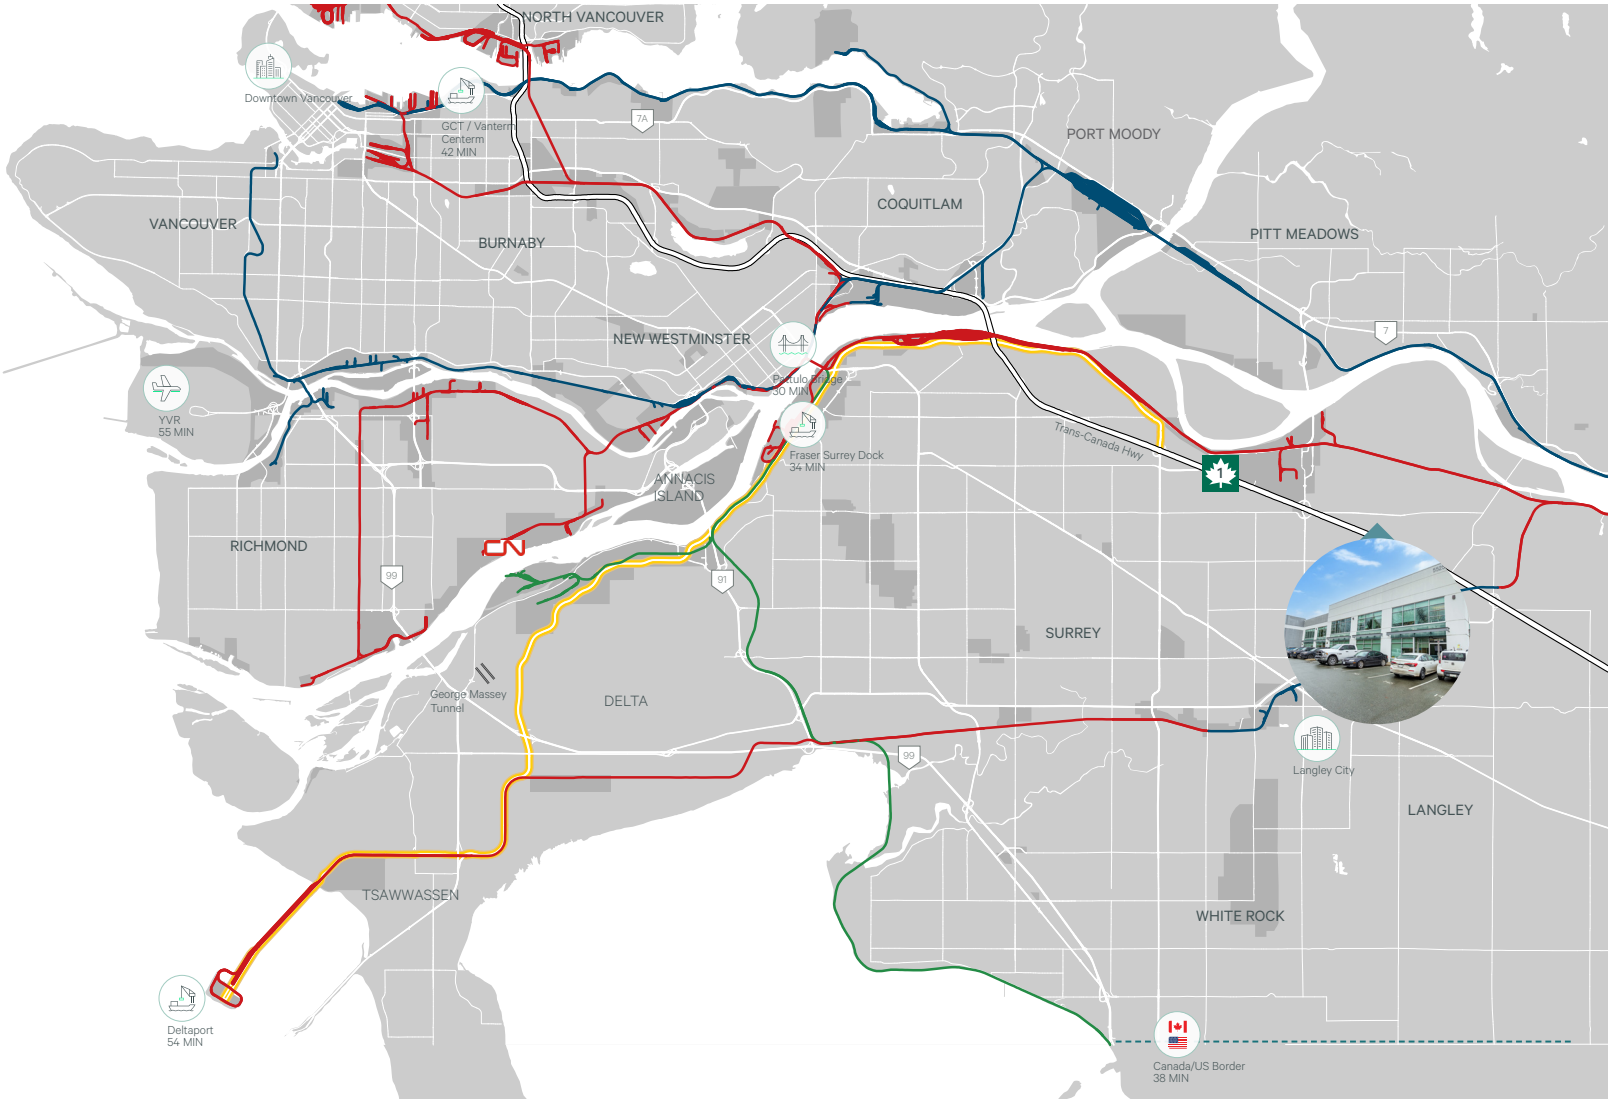 NORTH VANCOUVER
Downtown Vancouver
GCT / Vanterm
Centerm
42 MIN
7A
PORT MOODY
VANCOUVER
COQUITLAM
BURNABY
PITT MEADOWS
NEW WESTMINSTER
7
Pattulo Bridge
30 MIN
YVR
55 MIN
Trans-Canada Hwy
Fraser Surrey Dock
34 MIN
1
ANNACIS
ISLAND
RICHMOND
CN
99
91
SURREY
George Massey
Tunnel
DELTA
99
Langley City
LANGLEY
TSAWWASSEN
WHITE ROCK
Deltaport
54 MIN
Canada/US Border
38 MIN